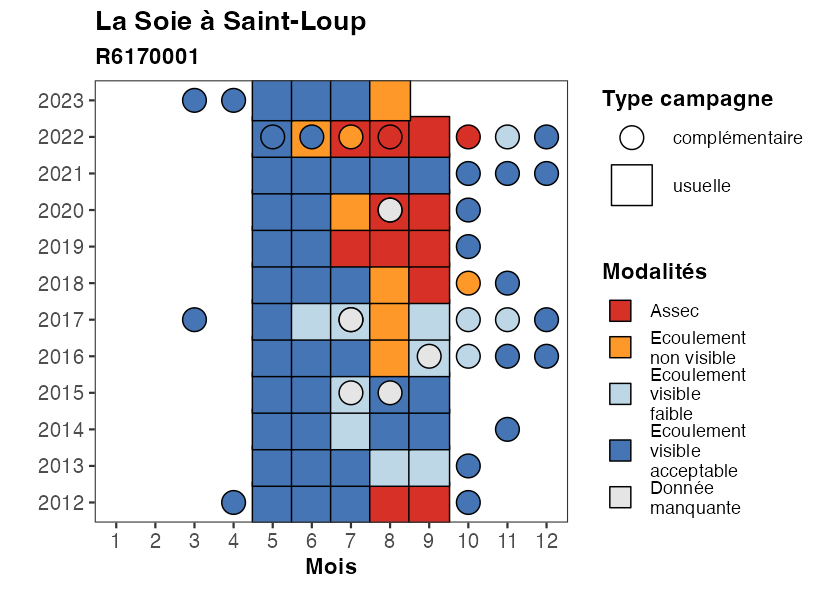 La Soie à Saint-Loup
R6170001
2023
2022
2021
2020
2019
2018
2017
2016
2015
2014
2013
2012
1 2 3 4 5 6 7 8 9 10 11 12
Mois
Type campagne
complémentaire
usuelle
Modalités
Assec
Ecoulement
non visible
Ecoulement
visible
faible
Ecoulement
visible
acceptable
Donnée
manquante